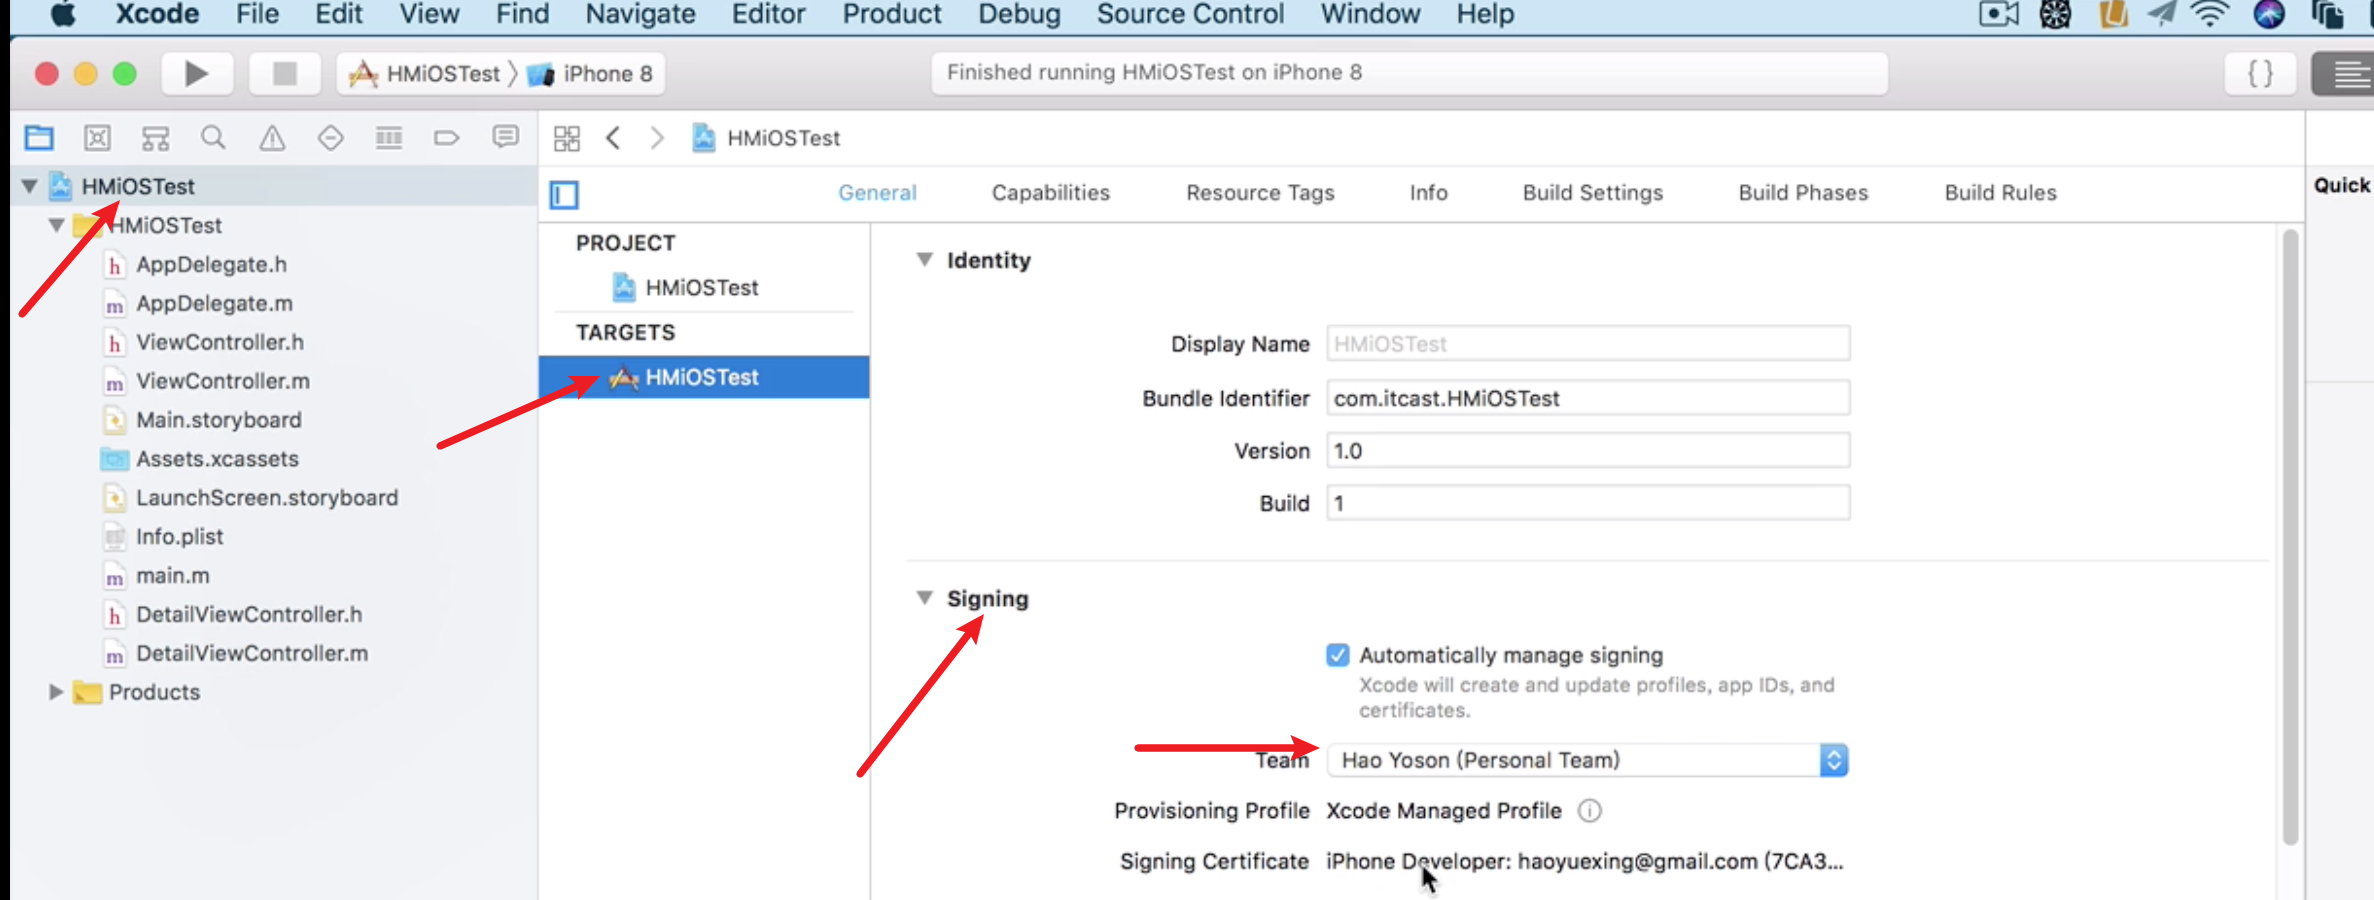 Xcode File Edit View Find Navigate Editor Product Debug Source Control Window Help
HMiOSTest iPhone 8
Finished running HMiOSTest on iPhone 8
{}
HMiOSTest
HMiOSTest
HMiOSTest
AppDelegate.h
AppDelegate.m
ViewController.h
ViewController.m
Main.storyboard
Assets.xcassets
LaunchScreen.storyboard
Info.plist
main.m
DetailViewController.h
DetailViewController.m
Products
General Capabilities Resource Tags Info Build Settings Build Phases Build Rules
PROJECT
HMiOSTest
TARGETS
HMiOSTest
Identity
Display Name HMiOSTest
Bundle Identifier com.itcast.HMiOSTest
Version 1.0
Build 1
Signing
Automatically manage signing
Xcode will create and update profiles, app IDs, and
certificates.
Team Hao Yoson (Personal Team)
Provisioning Profile Xcode Managed Profile
Signing Certificate iPhone Developer: haoyuexing@gmail.com (7CA3...
Quick